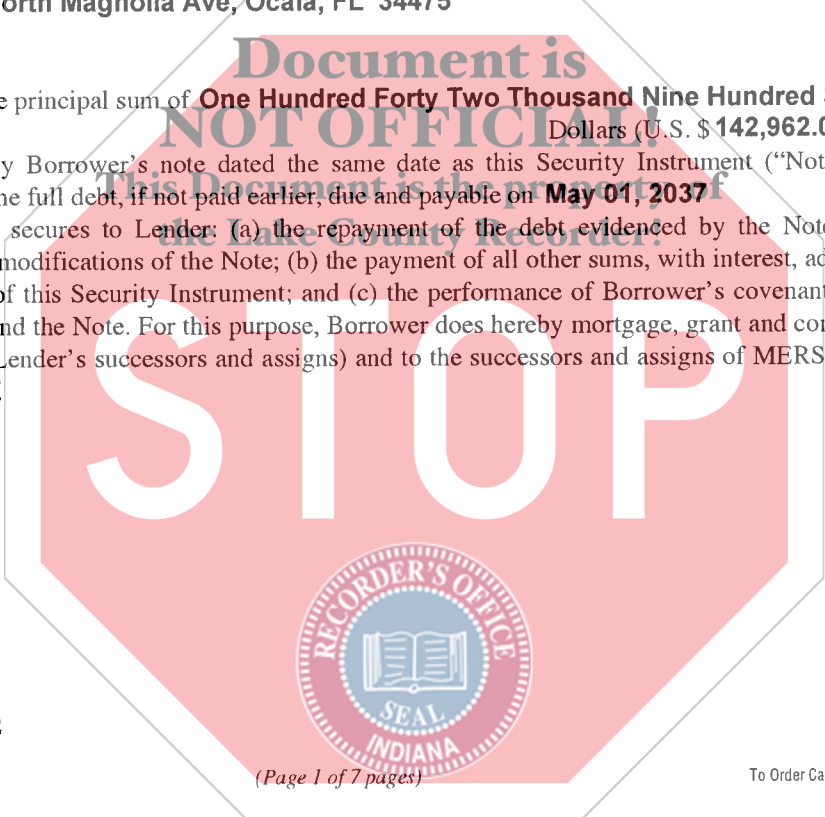 orth Magnolia Ave, Ocala, FL 34475
Document is
e principal sum of One Hundred Forty Two Thousand Nine Hundred
NOT OFFICIAL!
Dollars (U.S. $ 142,962.0
y Borrower's note dated the same date as this Security Instrument (“Not
This Document is the property of
he full debt, if not paid earlier, due and payable on May 01, 2037
the Lake County Recorder!
secures to Lender: (a) the repayment of the debt evidenced by the Note
modifications of the Note; (b) the payment of all other sums, with interest, ad
of this Security Instrument; and (c) the performance of Borrower's covenant
nd the Note. For this purpose, Borrower does hereby mortgage, grant and con
Lender's successors and assigns) and to the successors and assigns of MERS
STOP
RECORDER'S OFFICE
SEAL
INDIANA
(Page 1 of 7 pages)
To Order Ca